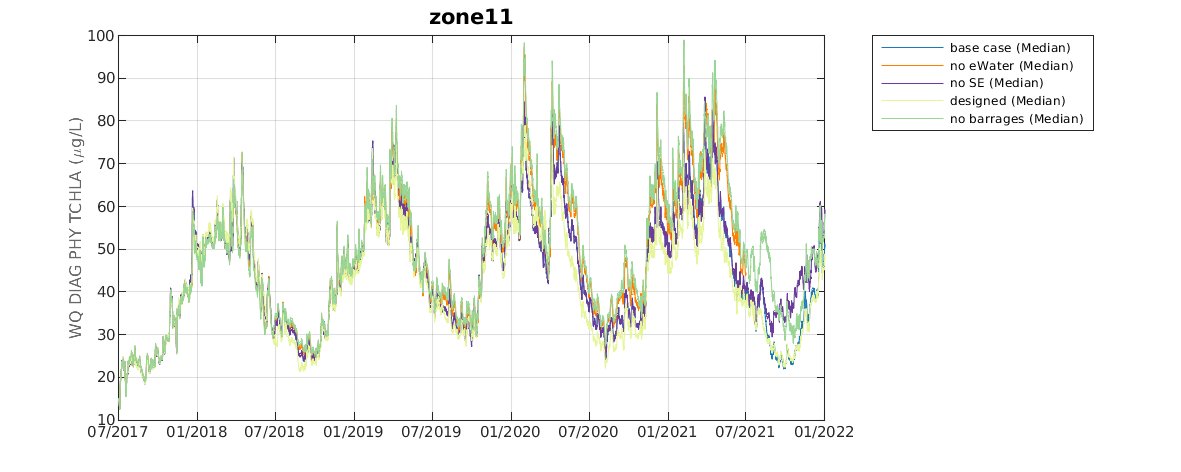 zone11
100
90
80
70
60
50
40
30
20
10
WQ DIAG PHY TCHLA (μg/L)
07/2017 01/2018 07/2018 01/2019 07/2019 01/2020 07/2020 01/2021 07/2021 01/2022
base case (Median)
no eWater (Median)
no SE (Median)
designed (Median)
no barrages (Median)